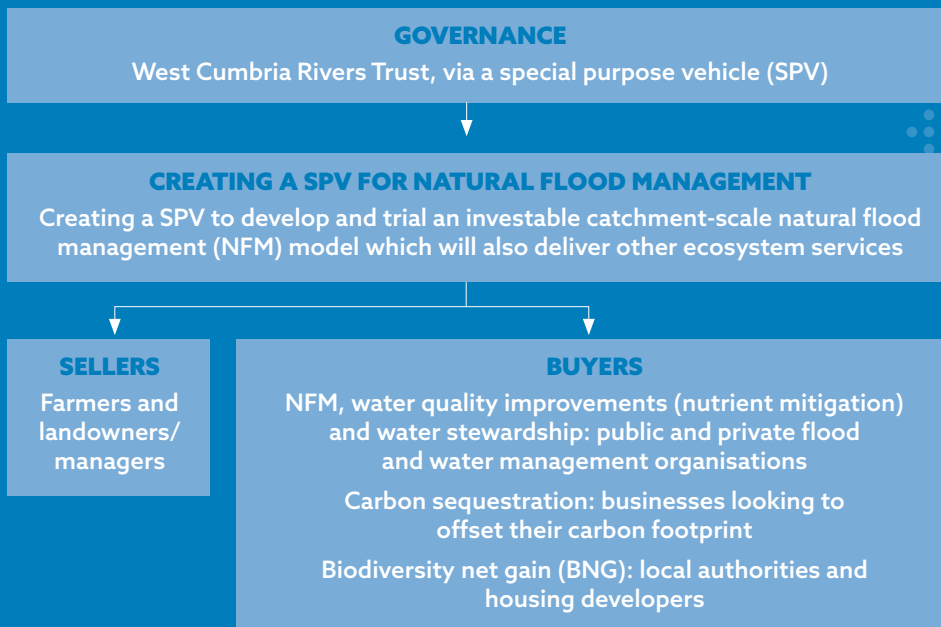 GOVERNANCE
West Cumbria Rivers Trust, via a special purpose vehicle (SPV)
CREATING A SPV FOR NATURAL FLOOD MANAGEMENT
Creating a SPV to develop and trial an investable catchment-scale natural flood
management (NFM) model which will also deliver other ecosystem services
SELLERS
Farmers and
landowners/
managers
BUYERS
NFM, water quality improvements (nutrient mitigation)
and water stewardship: public and private flood
and water management organisations
Carbon sequestration: businesses looking to
offset their carbon footprint
Biodiversity net gain (BNG): local authorities and
housing developers